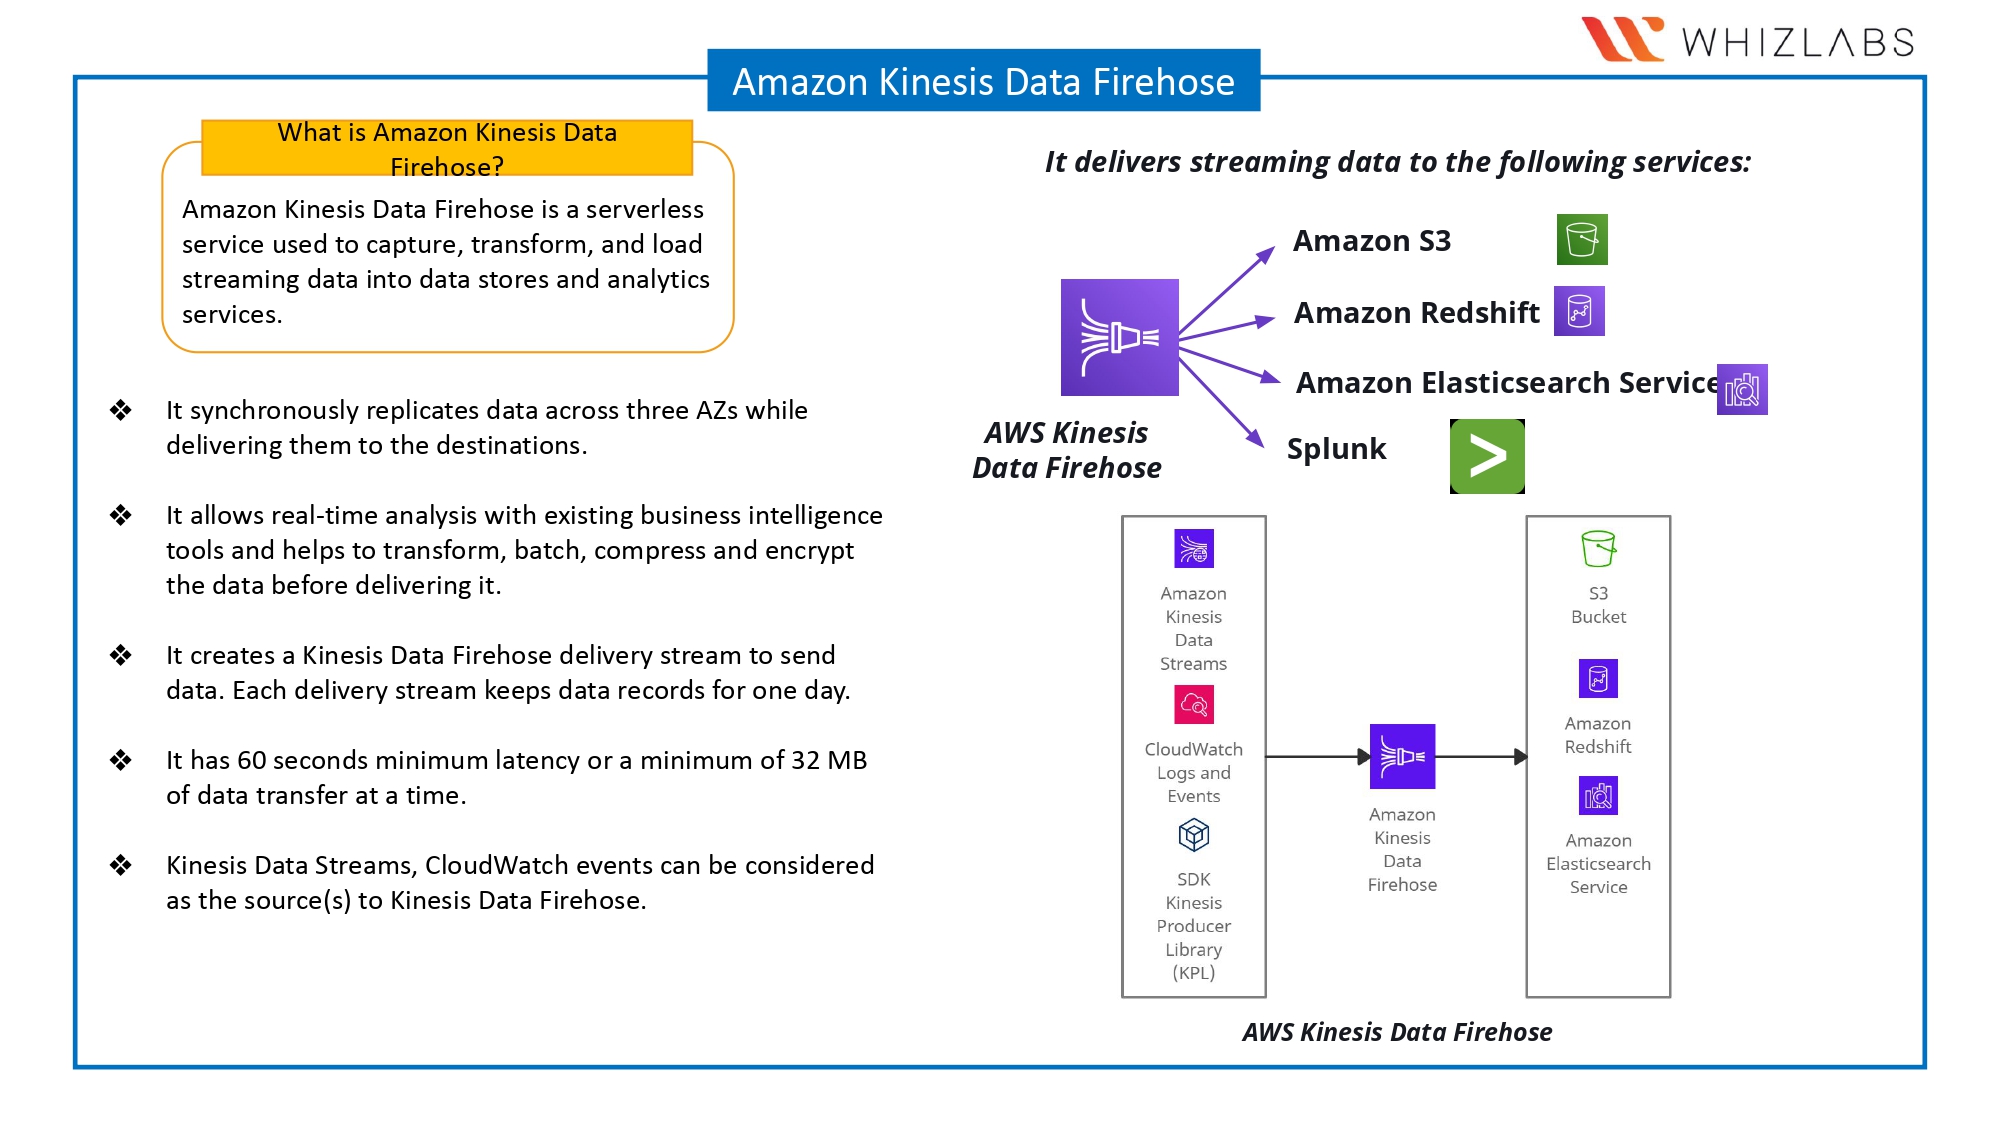 WHIZLABS
Amazon Kinesis Data Firehose
What is Amazon Kinesis Data
Firehose?
Amazon Kinesis Data Firehose is a serverless
service used to capture, transform, and load
streaming data into data stores and analytics
services.
❖ It synchronously replicates data across three AZs while
delivering them to the destinations.
❖ It allows real-time analysis with existing business intelligence
tools and helps to transform, batch, compress and encrypt
the data before delivering it.
❖ It creates a Kinesis Data Firehose delivery stream to send
data. Each delivery stream keeps data records for one day.
❖ It has 60 seconds minimum latency or a minimum of 32 MB
of data transfer at a time.
❖ Kinesis Data Streams, CloudWatch events can be considered
as the source(s) to Kinesis Data Firehose.
It delivers streaming data to the following services:
Amazon S3
Amazon Redshift
Amazon Elasticsearch Service
Splunk
AWS Kinesis
Data Firehose
Amazon
Kinesis
Data
Streams
CloudWatch
Logs and
Events
SDK
Kinesis
Producer
Library
(KPL)
Amazon
Kinesis
Data
Firehose
S3
Bucket
Amazon
Redshift
Amazon
Elasticsearch
Service
AWS Kinesis Data Firehose